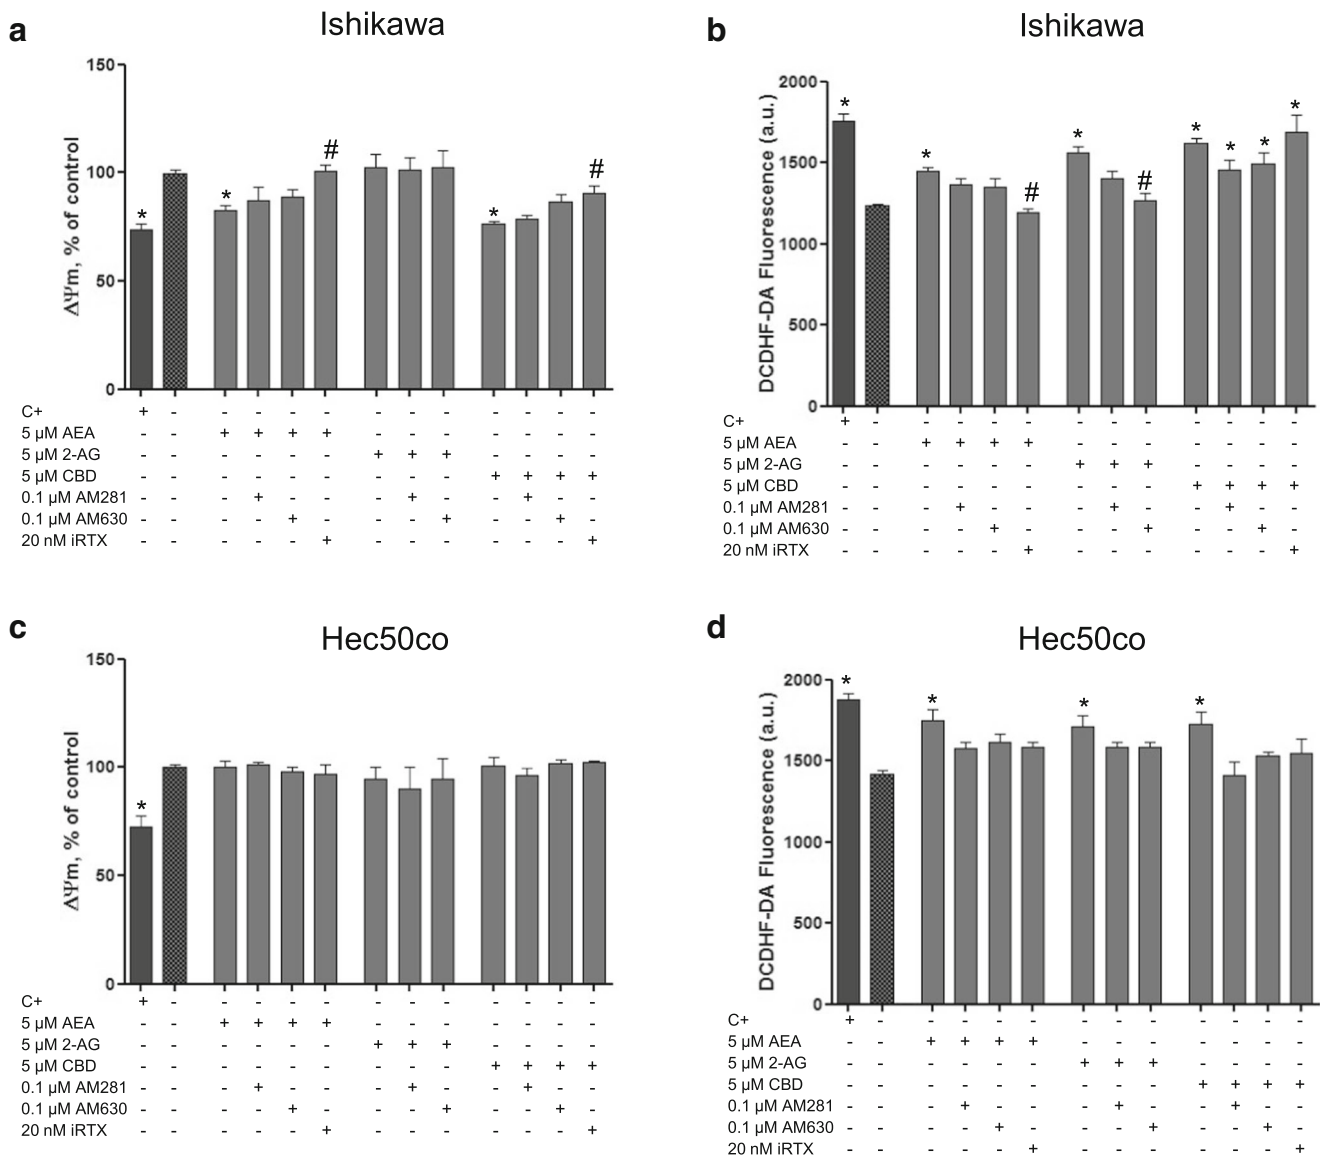 a
Ishikawa
ΔΨm, % of control
150
100
50
0
*
*
#
*
#
C+ + - - - - - - - - - - - -
5 µM AEA - - + + + + - - - - - - -
5 µM 2-AG - - - - - - + + + - - - -
5 µM CBD - - - - - - - - - + + + +
0.1 µM AM281 - - - + - - - + - - + - -
0.1 µM AM630 - - - - + - - - + - - + -
20 nM iRTX - - - - - + - - - - - - +
b
Ishikawa
DCDHF-DA Fluorescence (a.u.)
2000
1500
1000
500
0
*
*
#
*
#
*
*
*
*
C+ + - - - - - - - - - - - -
5 µM AEA - - + + + + - - - - - - -
5 µM 2-AG - - - - - - + + + - - - -
5 µM CBD - - - - - - - - - + + + +
0.1 µM AM281 - - - + - - - + - - + - -
0.1 µM AM630 - - - - + - - - + - - + -
20 nM iRTX - - - - - + - - - - - - +
c
Hec50co
ΔΨm, % of control
150
100
50
0
*
C+ + - - - - - - - - - - - -
5 µM AEA - - + + + + - - - - - - -
5 µM 2-AG - - - - - - + + + - - - -
5 µM CBD - - - - - - - - - + + + +
0.1 µM AM281 - - - + - - - + - - + - -
0.1 µM AM630 - - - - + - - - + - - + -
20 nM iRTX - - - - - + - - - - - - +
d
Hec50co
DCDHF-DA Fluorescence (a.u.)
2000
1500
1000
500
0
*
*
*
*
C+ + - - - - - - - - - - - -
5 µM AEA - - + + + + - - - - - - -
5 µM 2-AG - - - - - - + + + - - - -
5 µM CBD - - - - - - - - - + + + +
0.1 µM AM281 - - - + - - - + - - + - -
0.1 µM AM630 - - - - + - - - + - - + -
20 nM iRTX - - - - - + - - - - - - +